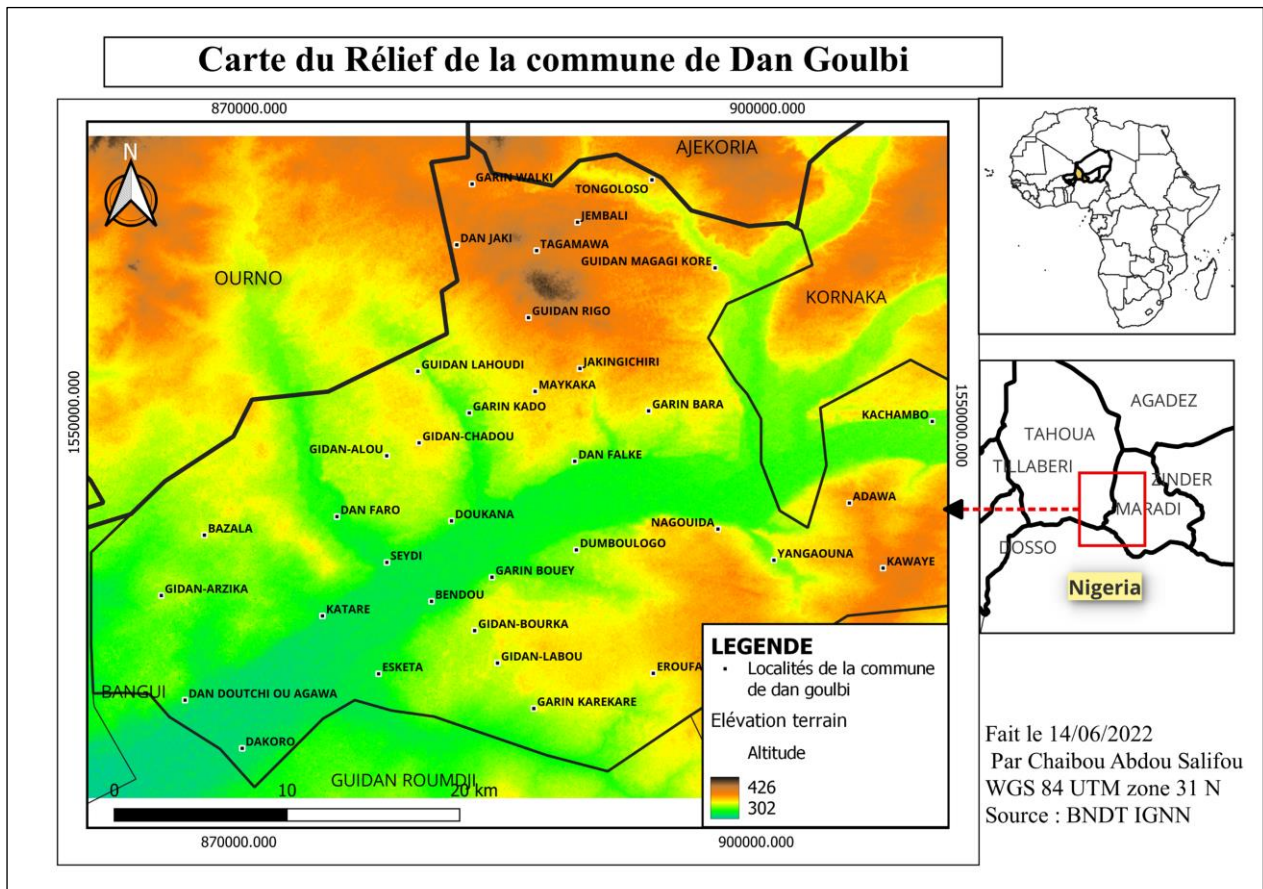 Carte du Rélief de la commune de Dan Goulbi
870000.000
900000.000
N
AJEKORIA
GARIN WALKI
TONGOLOSO
JEMBALI
DAN JAKI
TAGAMAWA
GUIDAN MAGAGI KORE
OURNO
KORNAKA
GUIDAN RIGO
GUIDAN LAHOUDI
JAKINGICHIRI
MAYKAKA
GARIN KADO
GARIN BARA
KACHAMBO
1550000.000
1550000.000
GIDAN-CHADOU
GIDAN-ALOU
DAN FALKE
ADAWA
DAN FARO
DOUKANA
NAGOUIDA
BAZALA
DUMBOULOGO
YANGAOUNA
SEYDI
KAWAYE
GARIN BOUEY
GIDAN-ARZIKA
BENDOU
KATARE
GIDAN-BOURKA
GIDAN-LABOU
ESKETA
EROUFA
BANGUI
DAN DOUTCHI OU AGAWA
GARIN KAREKARE
DAKORO
GUIDAN ROUMDJI
0
10
20 km
LEGENDE
Localités de la commune
de dan goulbi
Elévation terrain
Altitude
426
302
870000.000
900000.000
AGADEZ
TAHOUA
TILLABERI
ZINDER
MARADI
DOSSO
Nigeria
Fait le 14/06/2022
Par Chaibou Abdou Salifou
WGS 84 UTM zone 31 N
Source : BNDT IGNN